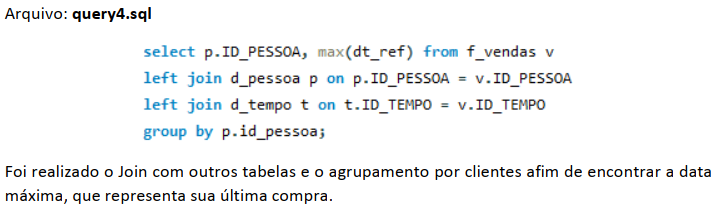 Arquivo: query4.sql
select p.ID_PESSOA, max(dt_ref) from f_vendas v
left join d_pessoa p on p.ID_PESSOA = v.ID_PESSOA
left join d_tempo t on t.ID_TEMPO = v.ID_TEMPO
group by p.id_pessoa;
Foi realizado o Join com outros tabelas e o agrupamento por clientes afim de encontrar a data
máxima, que representa sua última compra.